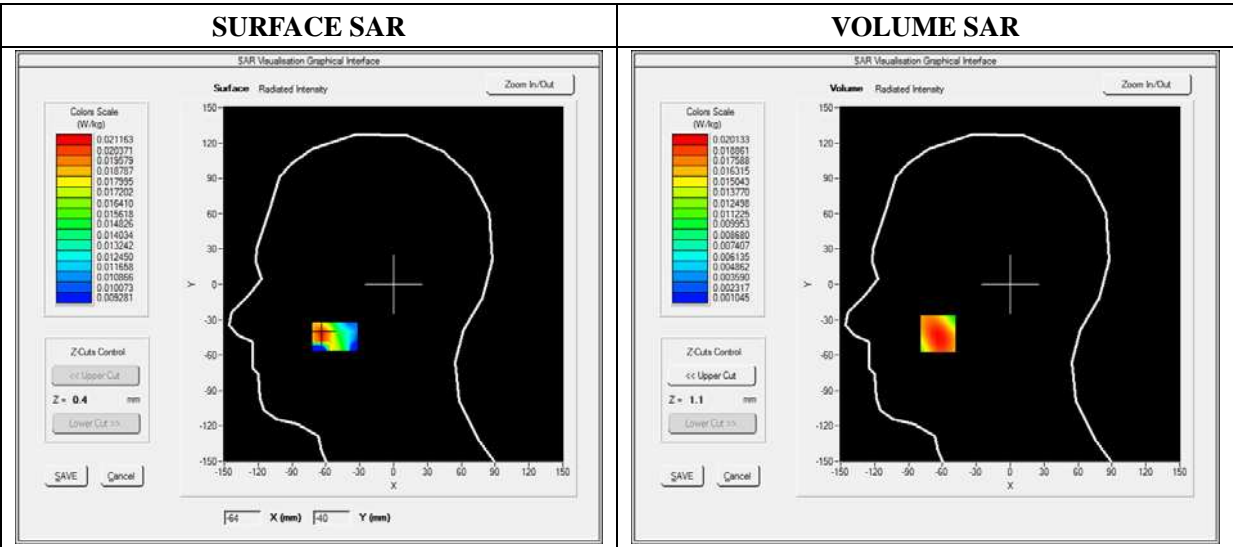 SURFACE SAR
VOLUME SAR
SAR Visualisation Graphical Interface
Surface Radiated Intensity
Zoom In/Out
Colors Scale
(W/kg)
0.021163
0.020371
0.019579
0.018787
0.017995
0.017202
0.016410
0.015618
0.014826
0.014034
0.013242
0.012450
0.011658
0.010866
0.010073
0.009281
Z-Cuts Control
<< Upper Cut
Z = 0.4 mm
Lower Cut >>
SAVE Cancel
150
120
90
60
30
0
-30
-60
-90
-120
-150
Y
-150 -120 -90 -60 -30 0 30 60 90 120 150
X
-64 X (mm) -40 Y (mm)
SAR Visualisation Graphical Interface
Volume Radiated Intensity
Zoom In/Out
Colors Scale
(W/kg)
0.020133
0.018861
0.017588
0.016315
0.015043
0.013770
0.012498
0.011225
0.009953
0.008680
0.007407
0.006135
0.004862
0.003590
0.002317
0.001045
Z-Cuts Control
<< Upper Cut
Z = 1.1 mm
Lower Cut >>
SAVE Cancel
150
120
90
60
30
0
-30
-60
-90
-120
-150
Y
-150 -120 -90 -60 -30 0 30 60 90 120 150
X